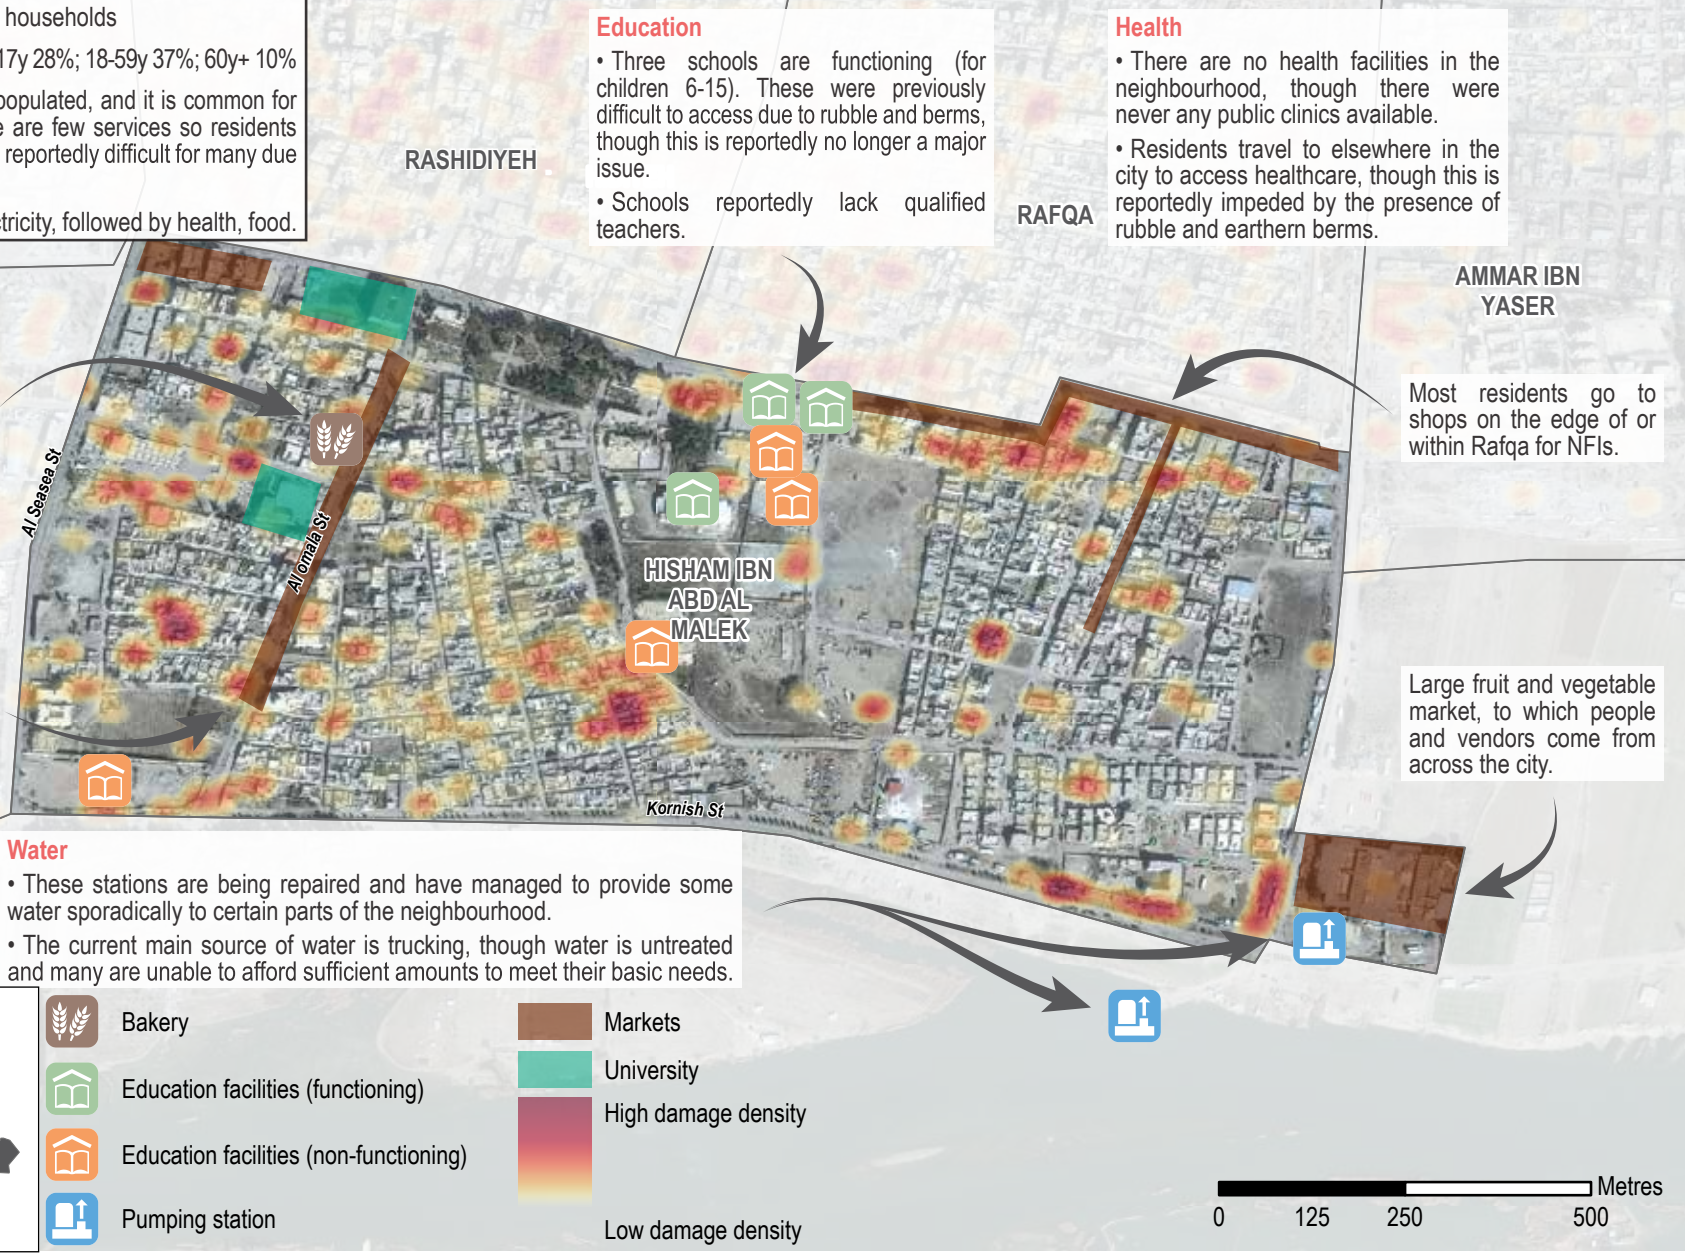 households
17y 28%; 18-59y 37%; 60y+ 10%
populated, and it is common for
are few services so residents
reportedly difficult for many due
ctricity, followed by health, food.
Education
• Three schools are functioning (for
children 6-15). These were previously
difficult to access due to rubble and berms,
though this is reportedly no longer a major
issue.
• Schools reportedly lack qualified
teachers.
Health
• There are no health facilities in the
neighbourhood, though there were
never any public clinics available.
• Residents travel to elsewhere in the
city to access healthcare, though this is
reportedly impeded by the presence of
rubble and earthern berms.
RASHIDIYEH
RAFQA
AMMAR IBN
YASER
Most residents go to
shops on the edge of or
within Rafqa for NFIs.
Al Seasea St
Al omala St
HISHAM IBN
ABD AL
MALEK
Large fruit and vegetable
market, to which people
and vendors come from
across the city.
Kornish St
Water
• These stations are being repaired and have managed to provide some
water sporadically to certain parts of the neighbourhood.
• The current main source of water is trucking, though water is untreated
and many are unable to afford sufficient amounts to meet their basic needs.
Bakery
Education facilities (functioning)
Education facilities (non-functioning)
Pumping station
Markets
University
High damage density
Low damage density
Metres
0 125 250 500